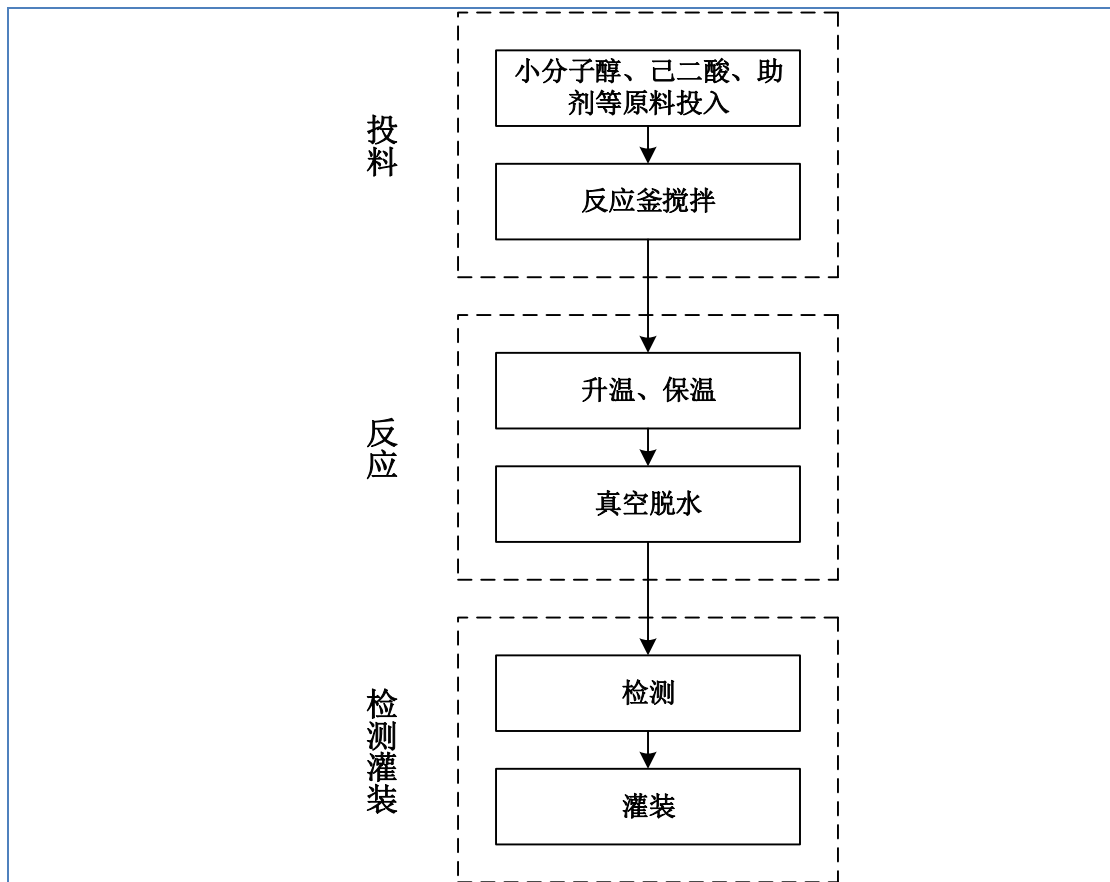 投料
小分子醇、己二酸、助
剂等原料投入
反应釜搅拌
反应
升温、保温
真空脱水
检测灌装
检测
灌装